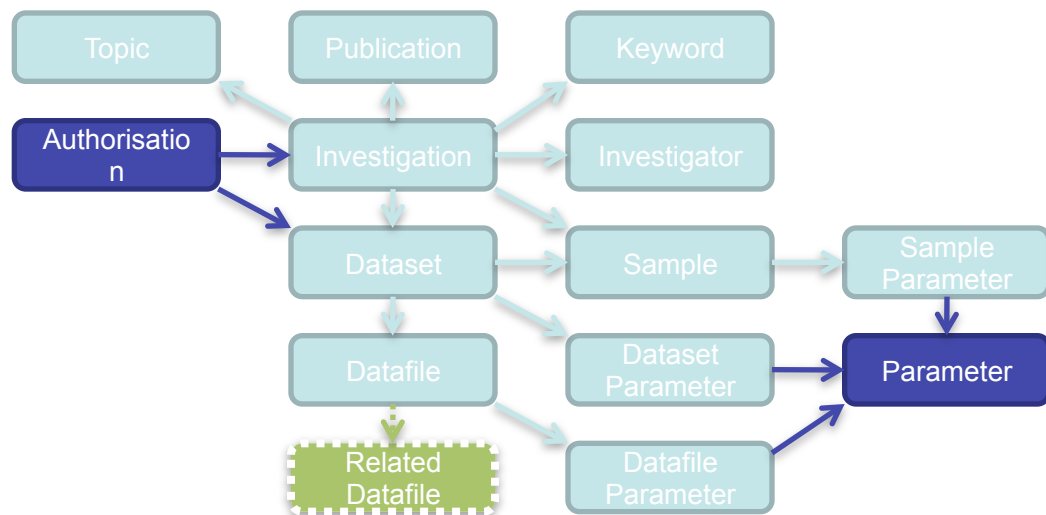 Topic
Publication
Keyword
Authorisatio
n
Investigation
Investigator
Dataset
Sample
Sample
Parameter
Datafile
Dataset
Parameter
Parameter
Related
Datafile
Datafile
Parameter